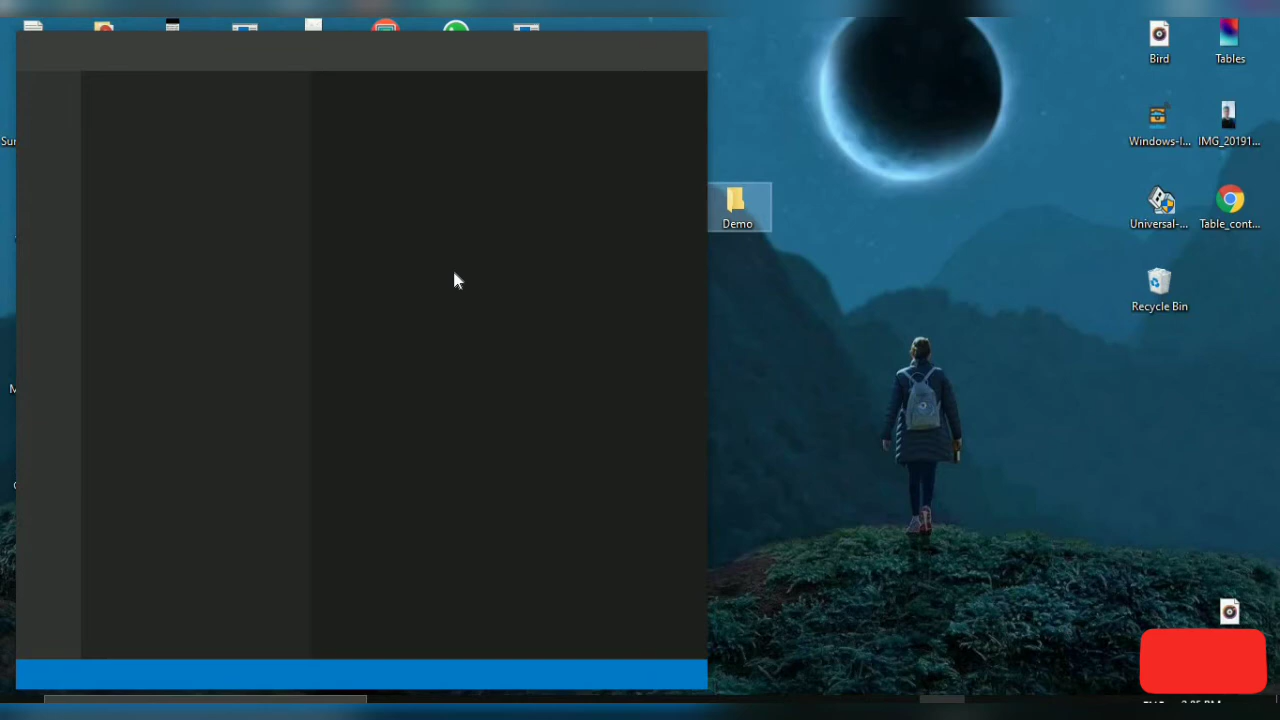 Bird
Tables
Windows-I...
IMG_20191...
Demo
Universal-...
Table_cont...
Recycle Bin